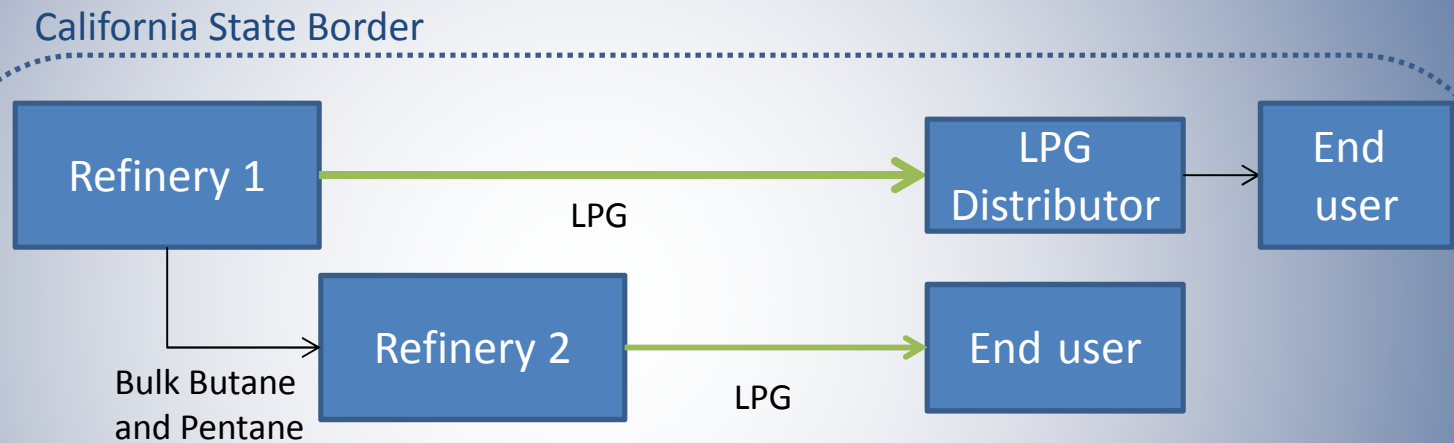 California State Border
Refinery 1
LPG
LPG
Distributor
End
user
Bulk Butane
and Pentane
Refinery 2
LPG
End user